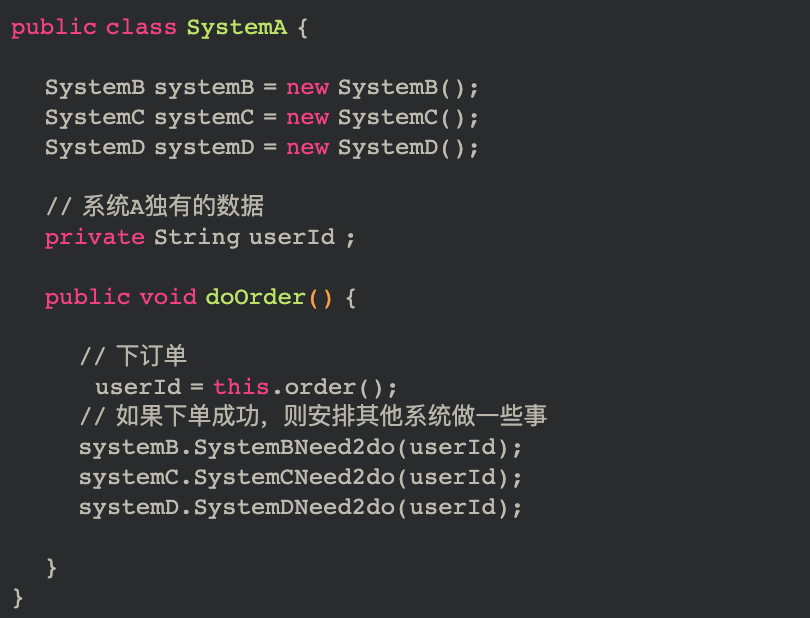 public class SystemA {
SystemB systemB = new SystemB();
SystemC systemC = new SystemC();
SystemD systemD = new SystemD();
// 系统A独有的数据
private String userId ;
public void doOrder() {
// 下订单
userId = this.order();
// 如果下单成功，则安排其他系统做一些事
systemB.SystemBNeed2do(userId);
systemC.SystemCNeed2do(userId);
systemD.SystemDNeed2do(userId);
}
}